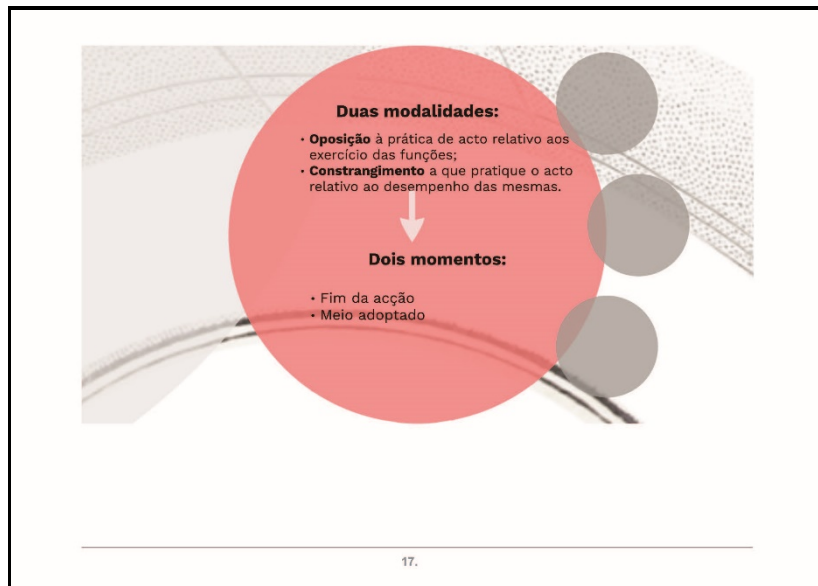 Duas modalidades:
• Oposição à prática de acto relativo aos
exercício das funções;
• Constrangimento a que pratique o acto
relativo ao desempenho das mesmas.
Dois momentos:
• Fim da acção
• Meio adoptado
17.